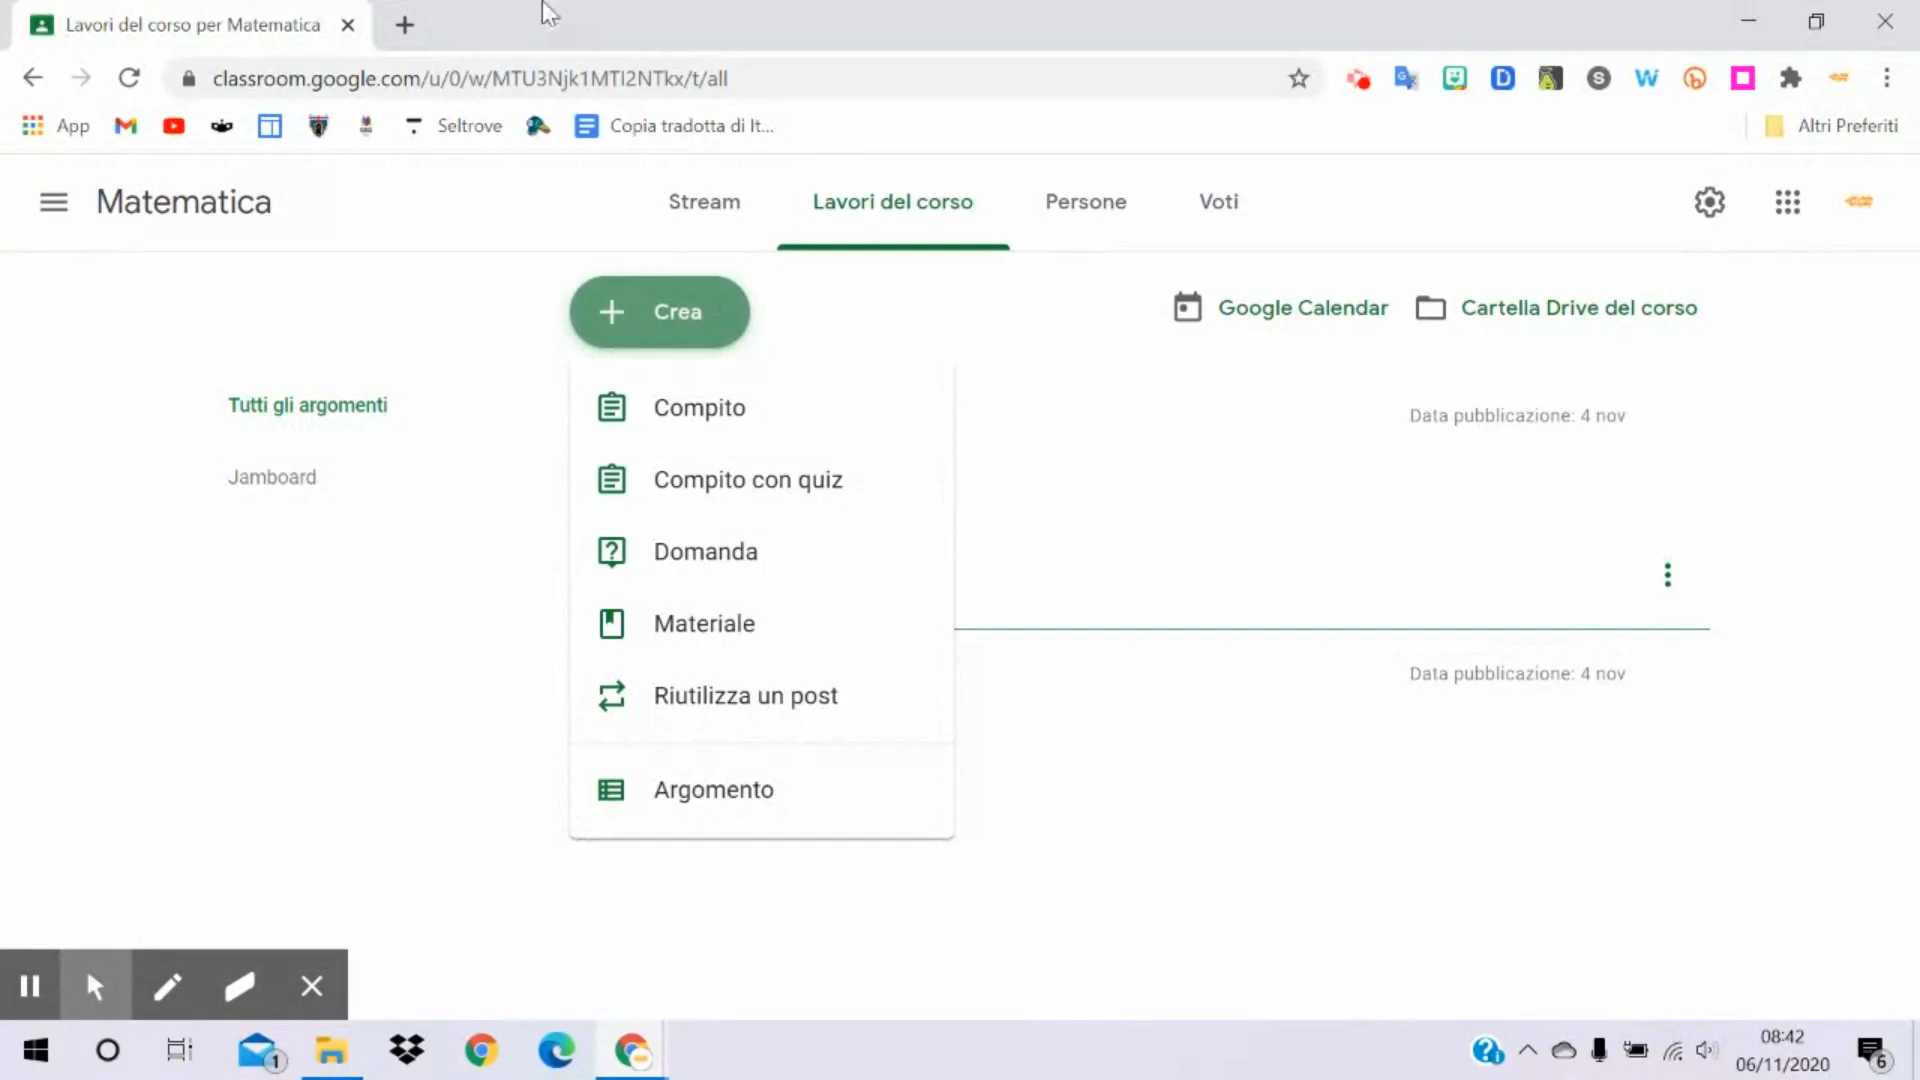 Lavori del corso per Matematica
classroom.google.com/u/0/w/MTU3Njk1MTI2NTkx/t/all
App
Seltrove
Copia tradotta di It...
Altri Preferiti
Matematica
Stream
Lavori del corso
Persone
Voti
Crea
Google Calendar
Cartella Drive del corso
Tutti gli argomenti
Jamboard
Compito
Compito con quiz
Domanda
Materiale
Riutilizza un post
Argomento
Data pubblicazione: 4 nov
Data pubblicazione: 4 nov
1
08:42
06/11/2020
6